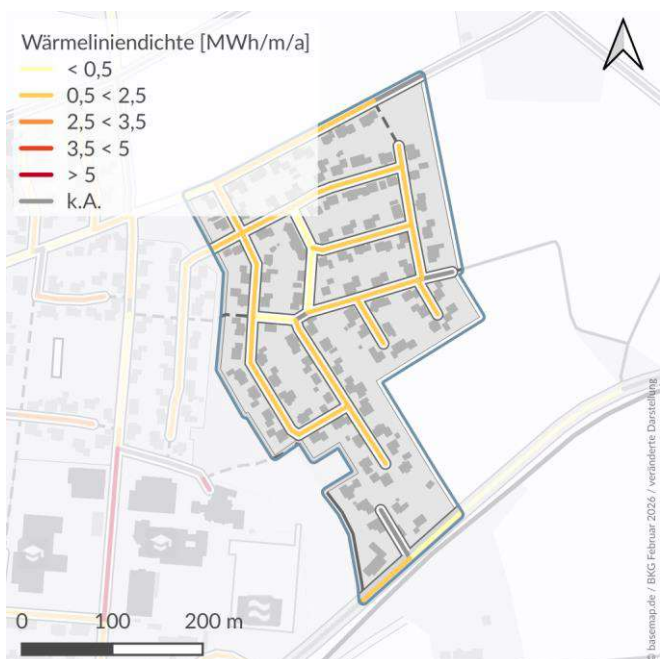 Wärmeliniendichte [MWh/m/a]
< 0,5
0,5 < 2,5
2,5 < 3,5
3,5 < 5
> 5
k.A.
0 100 200 m
© basemap.de / BKG Februar 2026 / veränderte Darstellung